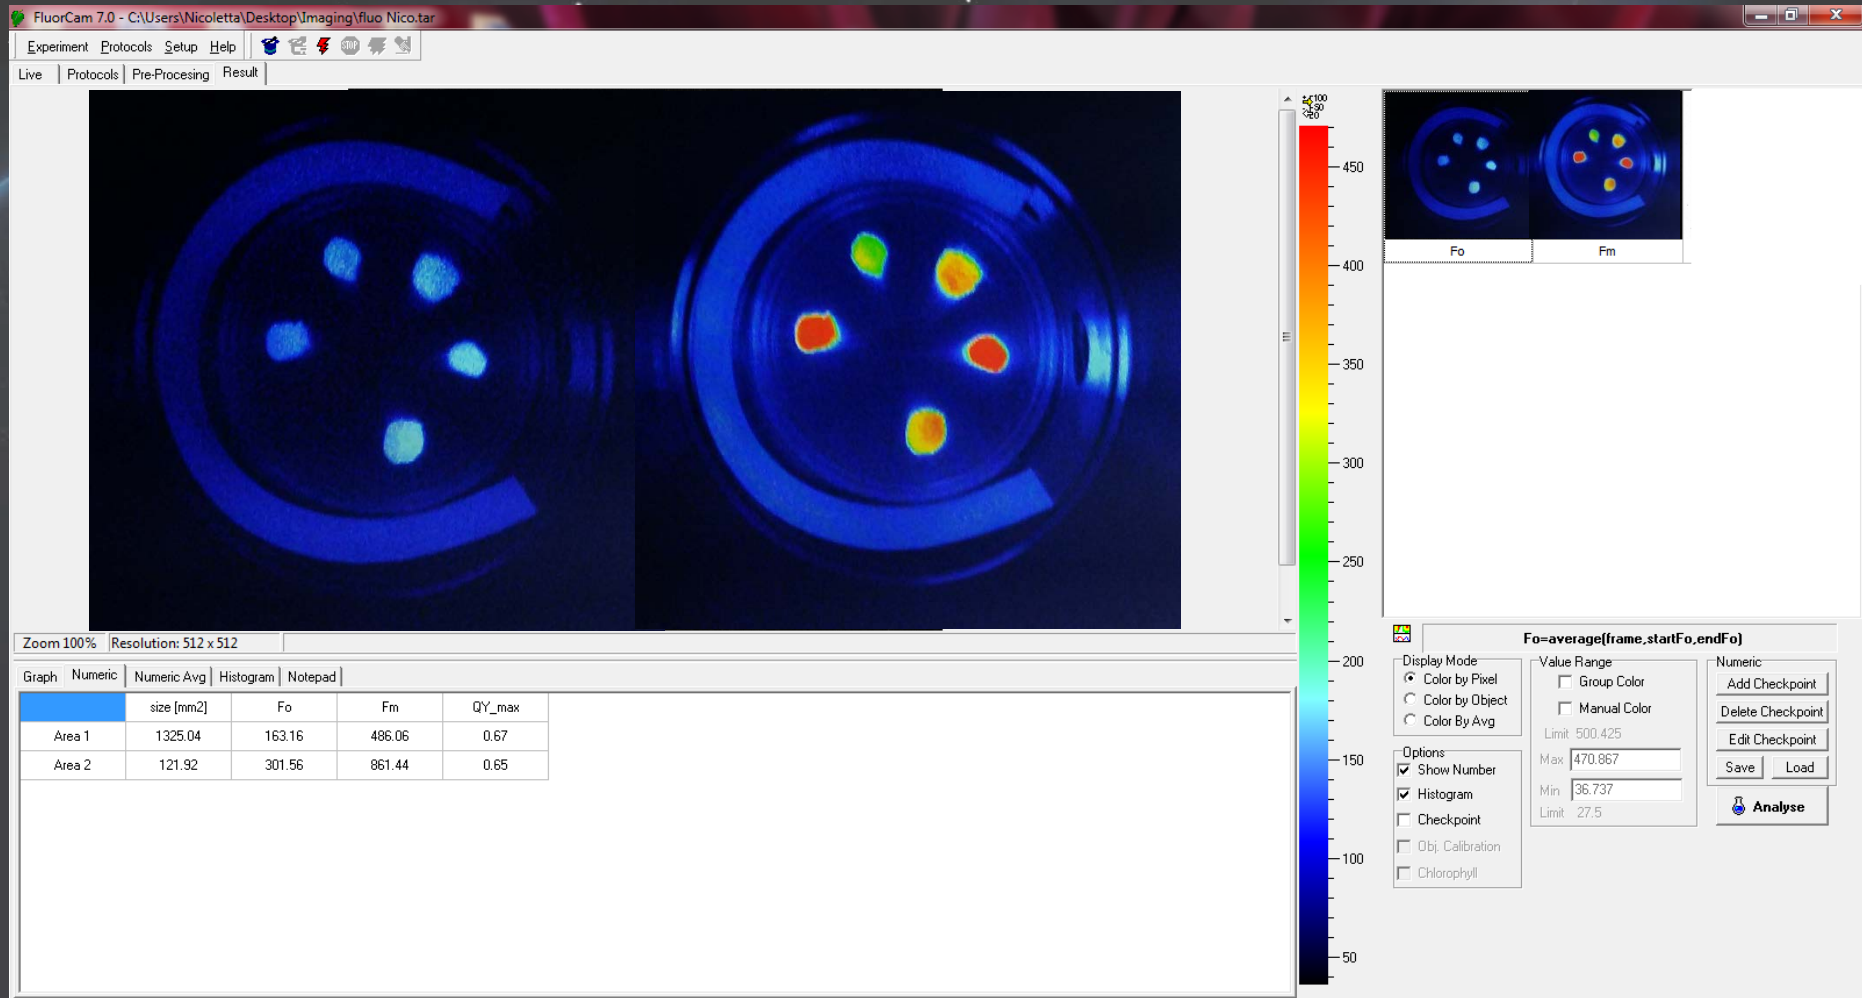 FluorCam 7.0 - C:\Users\Nicoletta\Desktop\Imaging\fluo Nico.tar
Experiment Protocols Setup Help
STOP
Live Protocols Pre-Procesing Result
100
50
20
450
400
350
300
250
200
150
100
50
Fo Fm
Zoom 100% Resolution: 512 x 512
Graph Numeric Numeric Avg Histogram Notepad
size [mm2] Fo Fm QY_max
Area 1 1325.04 163.16 486.06 0.67
Area 2 121.92 301.56 861.44 0.65
Fo=average(frame,startFo,endFo)
Display Mode
Color by Pixel
Color by Object
Color By Avg
Options
Show Number
Histogram
Checkpoint
Obj. Calibration
Chlorophyll
Value Range
Group Color
Manual Color
Limit 500.425
Max 470.867
Min 36.737
Limit 27.5
Numeric
Add Checkpoint
Delete Checkpoint
Edit Checkpoint
Save Load
Analyse